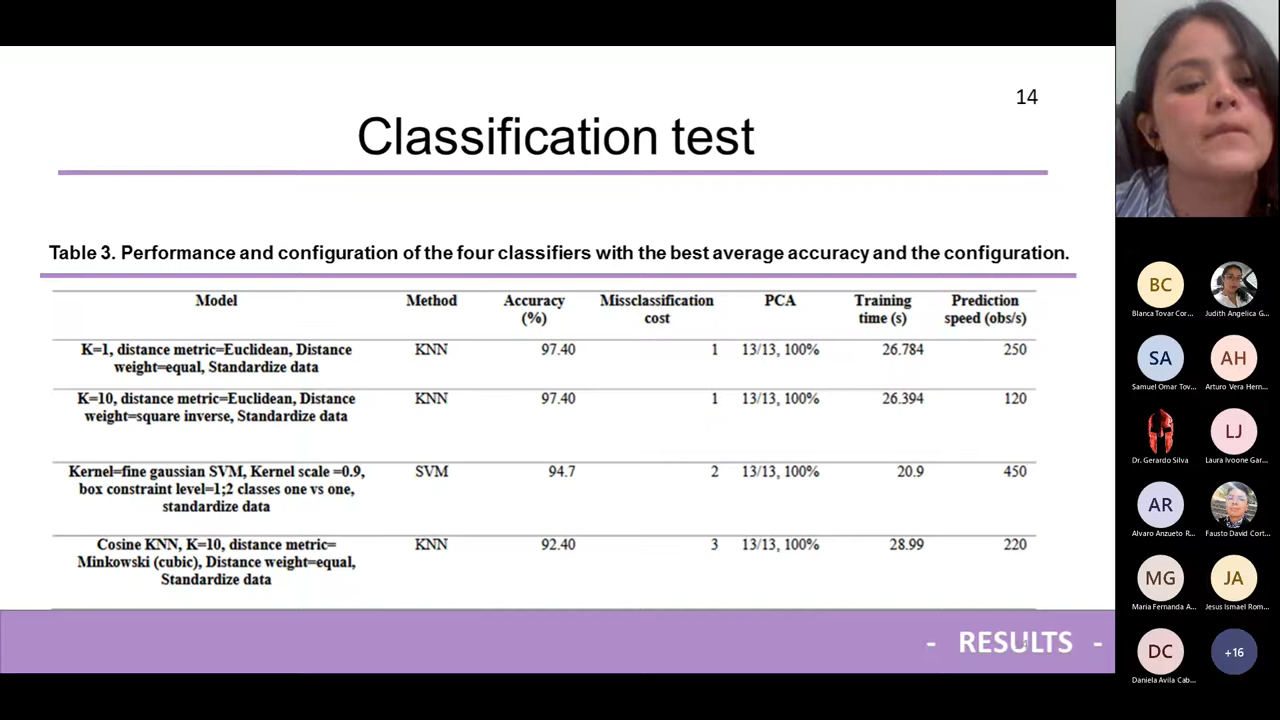 14
Classification test
Table 3. Performance and configuration of the four classifiers with the best average accuracy and the configuration.
Model Method Accuracy (%) Missclassification cost PCA Training time (s) Prediction speed (obs/s)
K=1, distance metric=Euclidean, Distance weight=equal, Standardize data KNN 97.40 1 13/13, 100% 26.784 250
K=10, distance metric=Euclidean, Distance weight=square inverse, Standardize data KNN 97.40 1 13/13, 100% 26.394 120
Kernel=fine gaussian SVM, Kernel scale =0.9, box constraint level=1;2 classes one vs one, standardize data SVM 94.7 2 13/13, 100% 20.9 450
Cosine KNN, K=10, distance metric= Minkowski (cubic), Distance weight=equal, Standardize data KNN 92.40 3 13/13, 100% 28.99 220
- RESULTS -
BC
Blanca Tovar Cor...
Judith Angelica G...
SA
Samuel Omar Tov...
AH
Arturo Vera Hern...
Dr. Gerardo Silva
LJ
Laura Ivoone Gar...
AR
Alvaro Anzueto R...
Fausto David Cort...
MG
Maria Fernanda A...
JA
Jesus Ismael Rom...
DC
Daniela Avila Cab...
+16